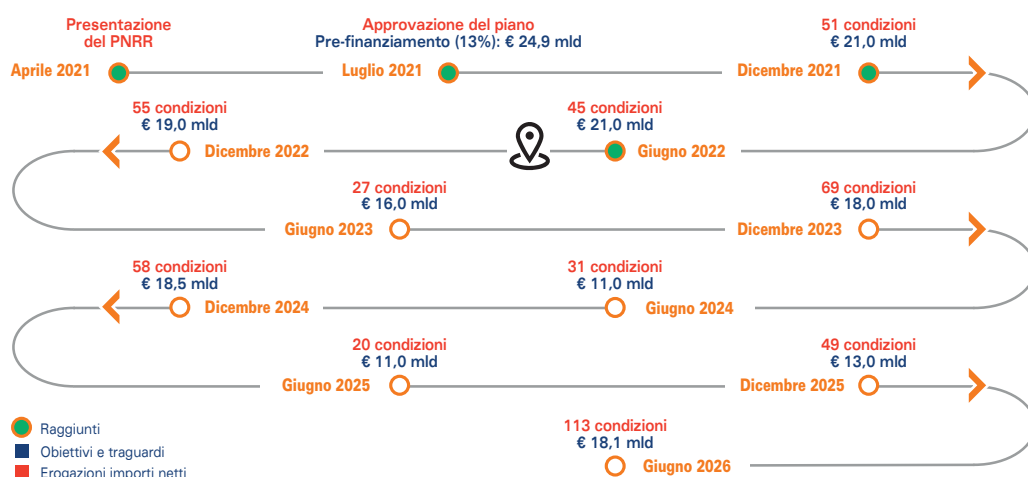 Presentazione
del PNRR
Aprile 2021
Approvazione del piano
Pre-finanziamento (13%): € 24,9 mld
Luglio 2021
51 condizioni
€ 21,0 mld
Dicembre 2021
45 condizioni
€ 21,0 mld
Giugno 2022
55 condizioni
€ 19,0 mld
Dicembre 2022
27 condizioni
€ 16,0 mld
Giugno 2023
69 condizioni
€ 18,0 mld
Dicembre 2023
31 condizioni
€ 11,0 mld
Giugno 2024
58 condizioni
€ 18,5 mld
Dicembre 2024
20 condizioni
€ 11,0 mld
Giugno 2025
49 condizioni
€ 13,0 mld
Dicembre 2025
113 condizioni
€ 18,1 mld
Giugno 2026
Raggiunti
Obiettivi e traguardi
Erogazioni importi netti